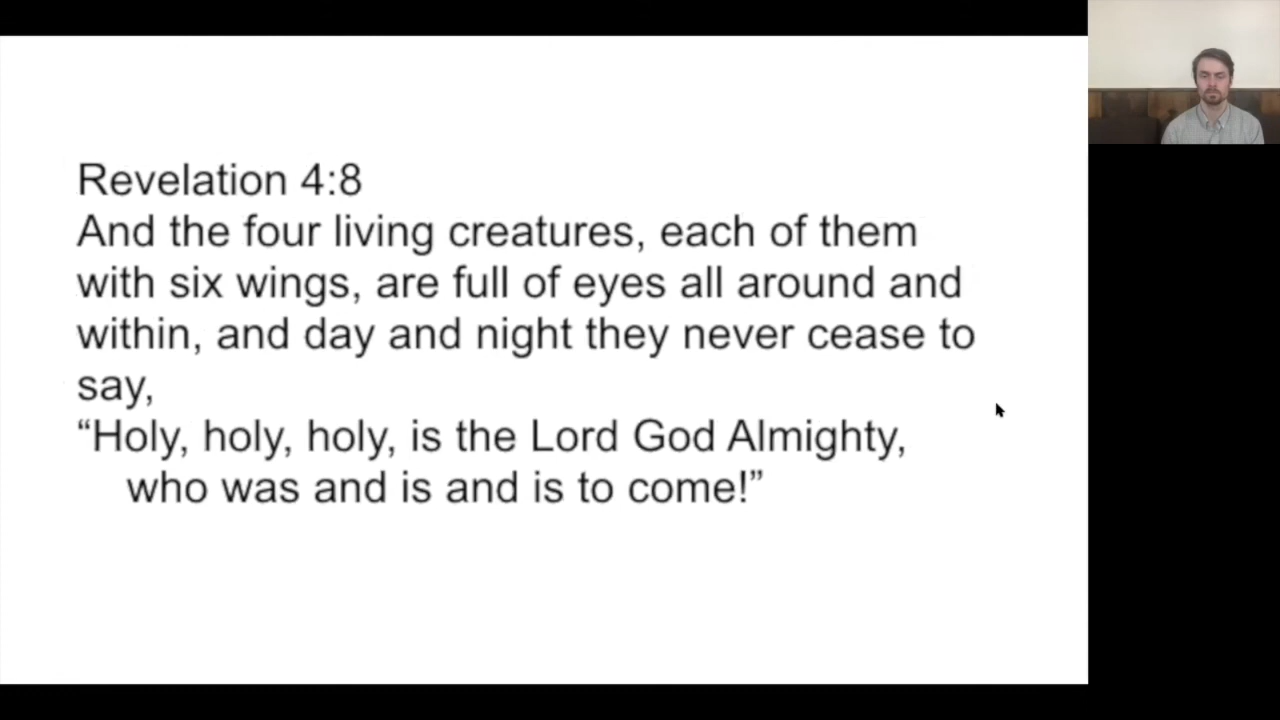 Revelation 4:8
And the four living creatures, each of them
with six wings, are full of eyes all around and
within, and day and night they never cease to
say,
“Holy, holy, holy, is the Lord God Almighty,
who was and is and is to come!”